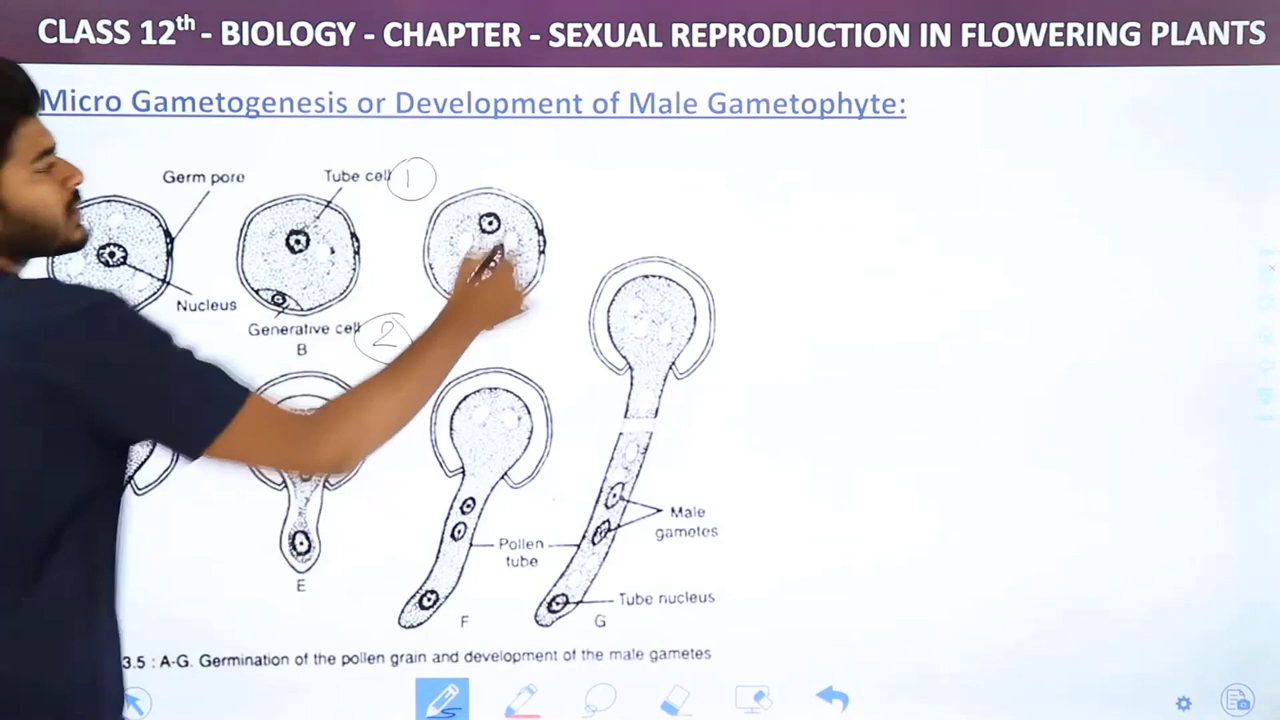 CLASS 12th - BIOLOGY - CHAPTER - SEXUAL REPRODUCTION IN FLOWERING PLANTS
Micro Gametogenesis or Development of Male Gametophyte:
Germ pore
Tube cell
1
Nucleus
Generative cell
2
B
Male
gametes
Pollen
tube
E
Tube nucleus
F
G
3.5 : A-G. Germination of the pollen grain and development of the male gametes